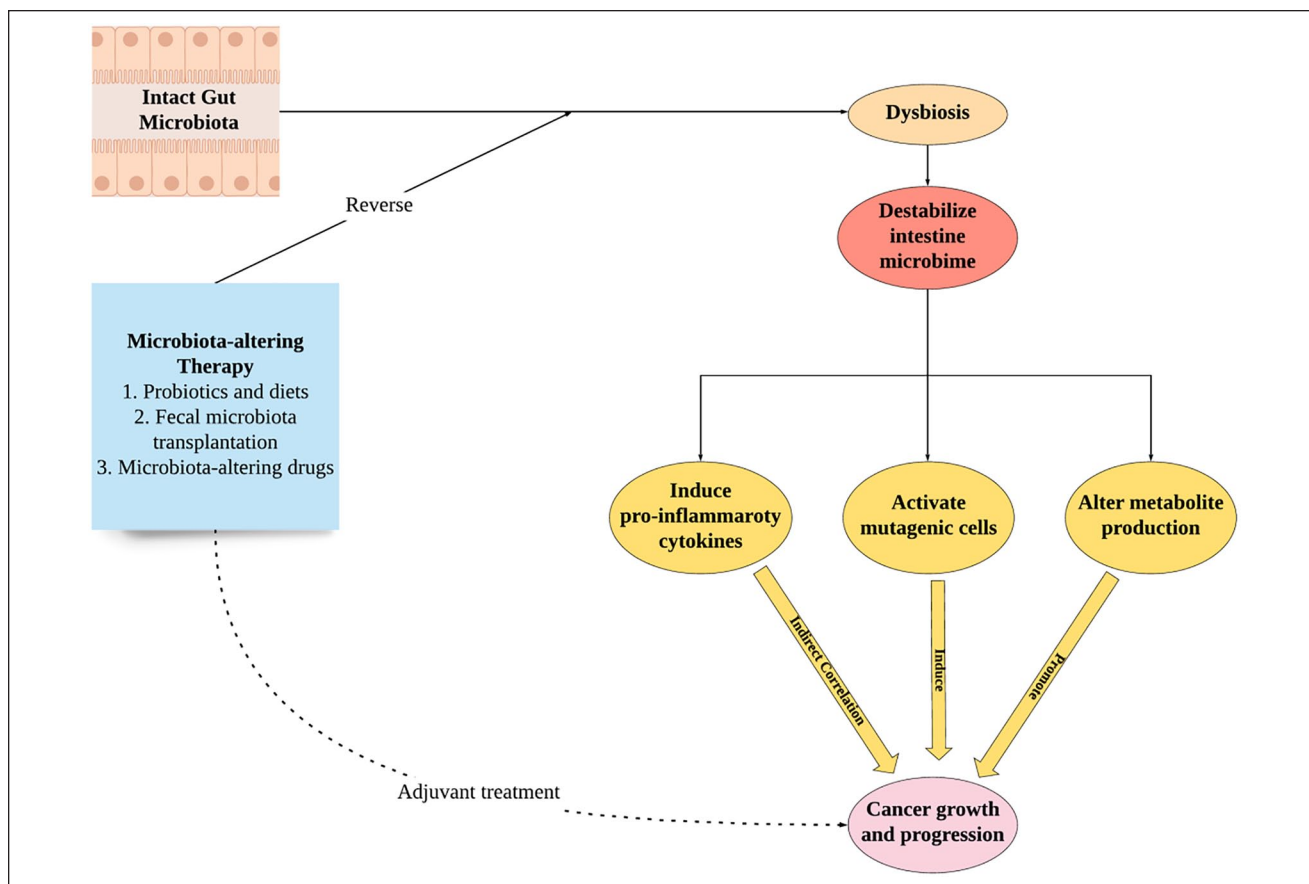 Intact Gut
Microbiota
Dysbiosis
Destabilize
intestine
microbime
Reverse
Microbiota-altering
Therapy
1. Probiotics and diets
2. Fecal microbiota
transplantation
3. Microbiota-altering drugs
Induce
pro-inflammaroty
cytokines
Activate
mutagenic cells
Alter metabolite
production
Indirect Correlation
Induce
Promote
Adjuvant treatment
Cancer growth
and progression